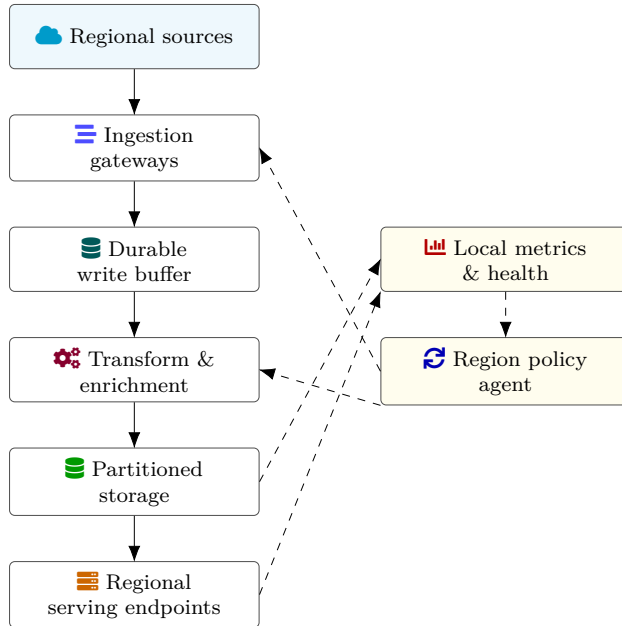 Regional sources
Ingestion
gateways
Durable
write buffer
Transform &
enrichment
Partitioned
storage
Regional
serving endpoints
Local metrics
& health
Region policy
agent